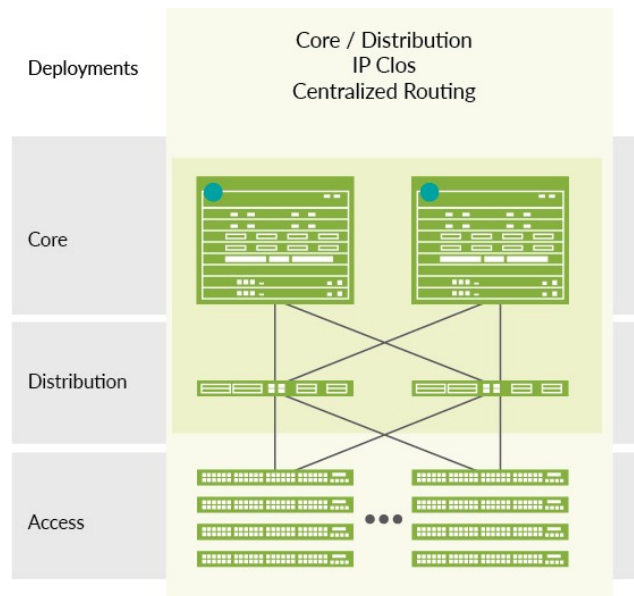 Deployments
Core / Distribution
IP Clos
Centralized Routing
Core
Distribution
Access